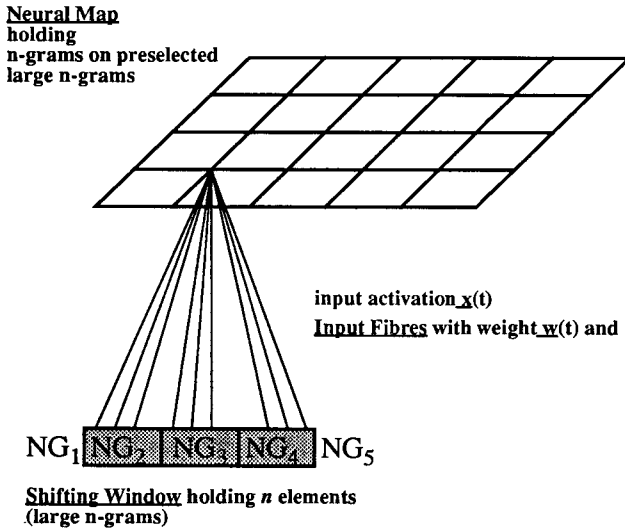 Neural Map
holding
n-grams on preselected
large n-grams
input activation x(t)
Input Fibres with weight w(t) and
NG1 NG2 NG3 NG4 NG5
Shifting Window holding n elements
(large n-grams)